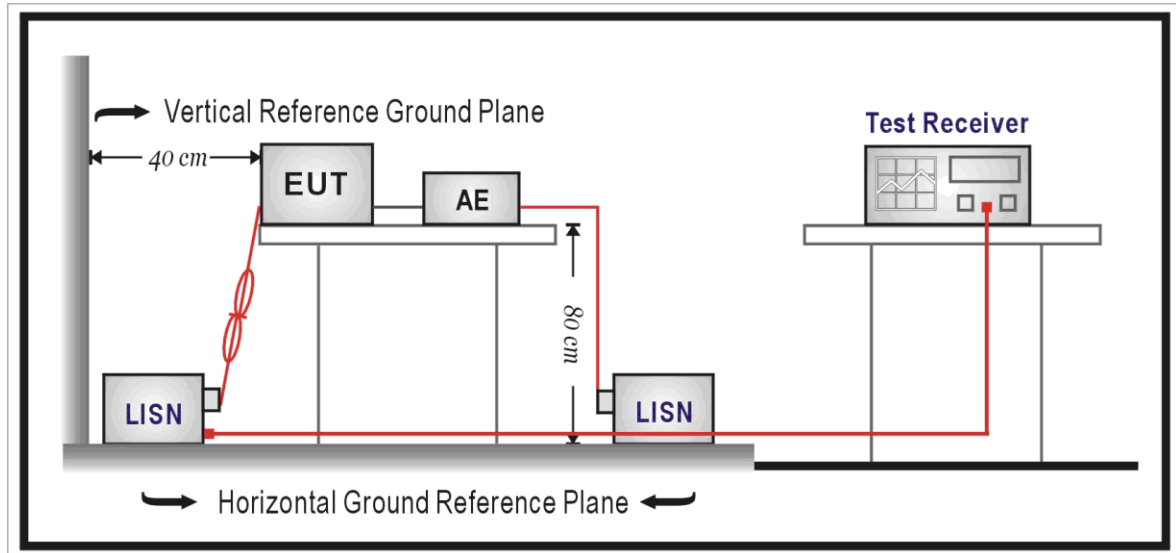 Vertical Reference Ground Plane
Test Receiver
40 cm
EUT
AE
80 cm
LISN
LISN
Horizontal Ground Reference Plane